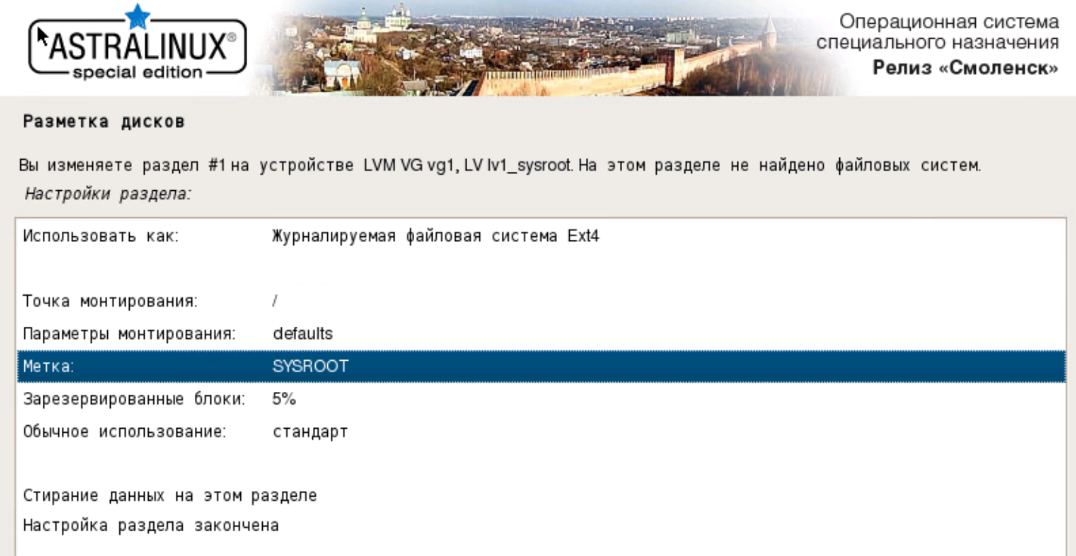 ASTRALINUX®
special edition
Операционная система
специального назначения
Релиз «Смоленск»
Разметка дисков
Вы изменяете раздел #1 на устройстве LVM VG vg1, LV lv1_sysroot. На этом разделе не найдено файловых систем.
Настройки раздела:
Использовать как: Журналируемая файловая система Ext4
Точка монтирования: /
Параметры монтирования: defaults
Метка: SYSROOT
Зарезервированные блоки: 5%
Обычное использование: стандарт
Стирание данных на этом разделе
Настройка раздела закончена